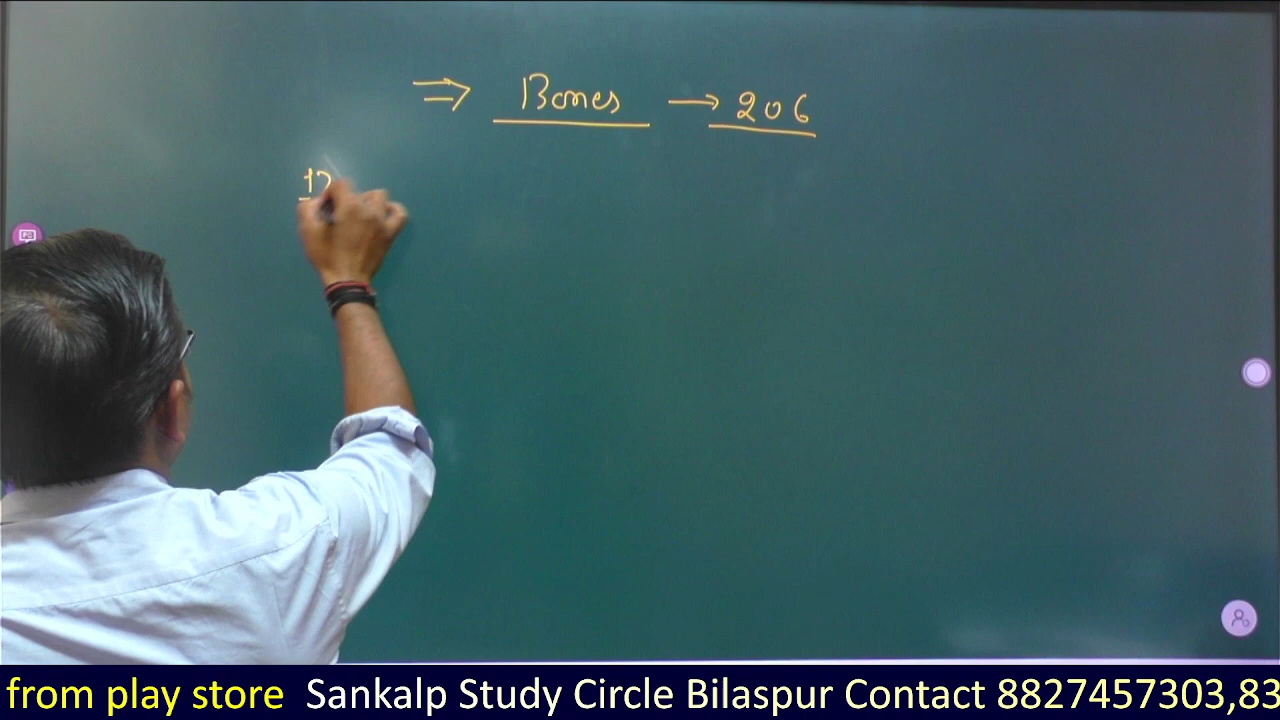 ⇒ Bones → 206
from play store Sankalp Study Circle Bilaspur Contact 8827457303,83